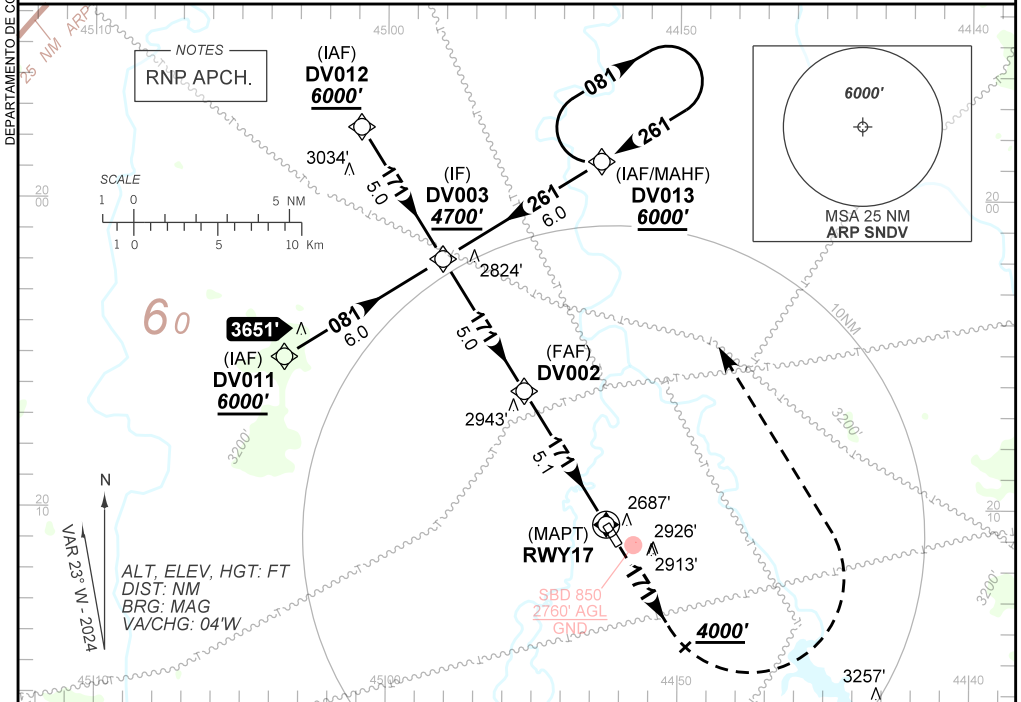 DEPARTAMENTO DE CO
25 NM ARP
45'10
45'00
44'50
44'40
NOTES
RNP APCH.
(IAF)
DV012
6000'
081
261
6000'
MSA 25 NM
ARP SNDV
3034'
171
5.0
(IF)
DV003
4700'
261
6.0
(IAF/MAHF)
DV013
6000'
SCALE
1 0 5 NM
1 0 5 10 Km
20
00
20
00
2824'
60
3651'
081
6.0
(IAF)
DV011
6000'
171
5.0
10NM
(FAF)
DV002
2943'
3200'
3200'
171
5.1
N
20
10
20
10
2687'
(MAPT)
RWY17
2926'
2913'
VAR 23° W - 2024
ALT, ELEV, HGT: FT
DIST: NM
BRG: MAG
VA/CHG: 04'W
171
SBD 850
2760' AGL
GND
3200'
4000'
3257'
45'10
45'00
44'50
44'40